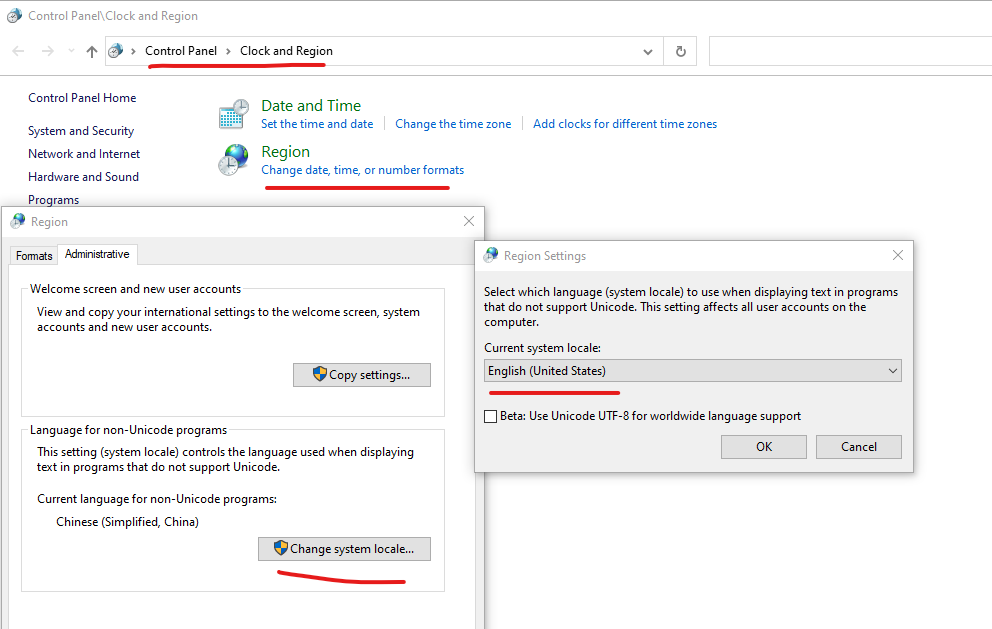 Control Panel\Clock and Region
Control Panel > Clock and Region
Control Panel Home
System and Security
Network and Internet
Hardware and Sound
Programs
Date and Time
Set the time and date
Change the time zone
Add clocks for different time zones
Region
Change date, time, or number formats
Region
Formats
Administrative
Welcome screen and new user accounts
View and copy your international settings to the welcome screen, system
accounts and new user accounts.
Copy settings...
Language for non-Unicode programs
This setting (system locale) controls the language used when displaying
text in programs that do not support Unicode.
Current language for non-Unicode programs:
Chinese (Simplified, China)
Change system locale...
Region Settings
Select which language (system locale) to use when displaying text in programs
that do not support Unicode. This setting affects all user accounts on the
computer.
Current system locale:
English (United States)
Beta: Use Unicode UTF-8 for worldwide language support
OK
Cancel